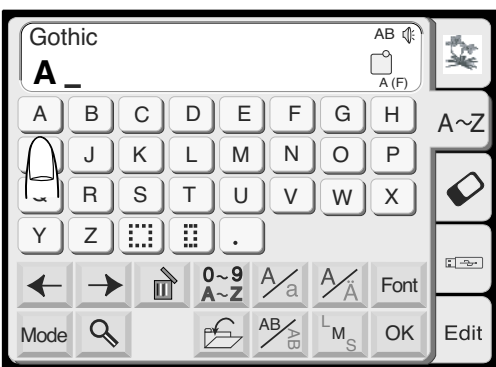 Gothic
AB
A _
A (F)
A B C D E F G H
A~Z
J K L M N O P
Q R S T U V W X
Y Z .
0~9
A~Z
A/a
A/Ä
Font
Mode
AB/AB
L M S
OK
Edit